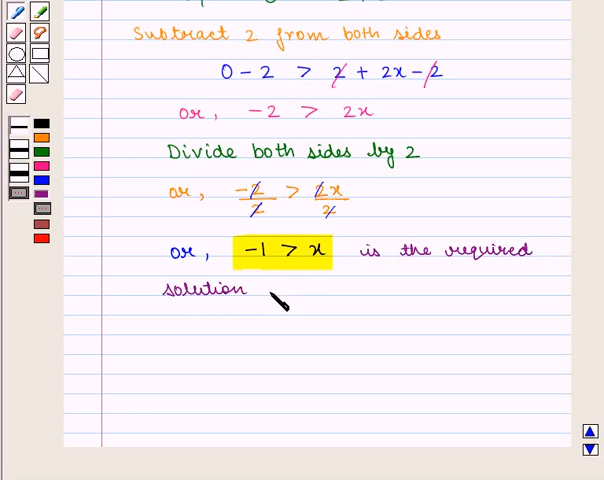 Subtract 2 from both sides
0 - 2 > 2 + 2x - 2
or, -2 > 2x
Divide both sides by 2
or, -2/2 > 2x/2
or, -1 > x is the required
solution